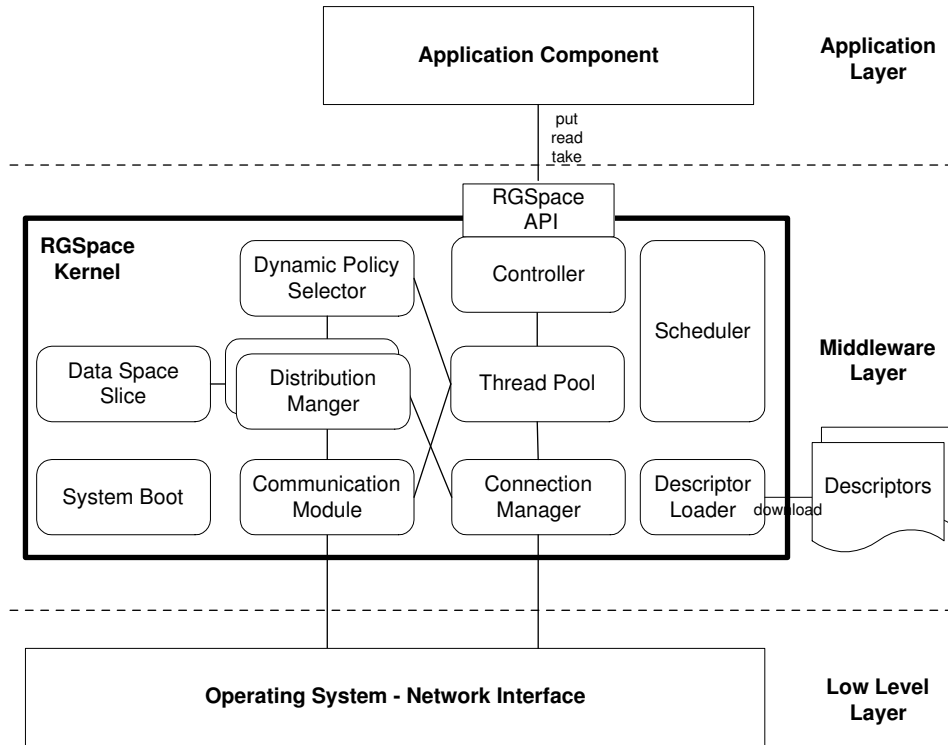 Application Component
Application
Layer
put
read
take
RGSpace
API
RGSpace
Kernel
Dynamic Policy
Selector
Controller
Scheduler
Middleware
Layer
Data Space
Slice
Distribution
Manger
Thread Pool
System Boot
Communication
Module
Connection
Manager
Descriptor
Loader
download
Descriptors
Operating System - Network Interface
Low Level
Layer